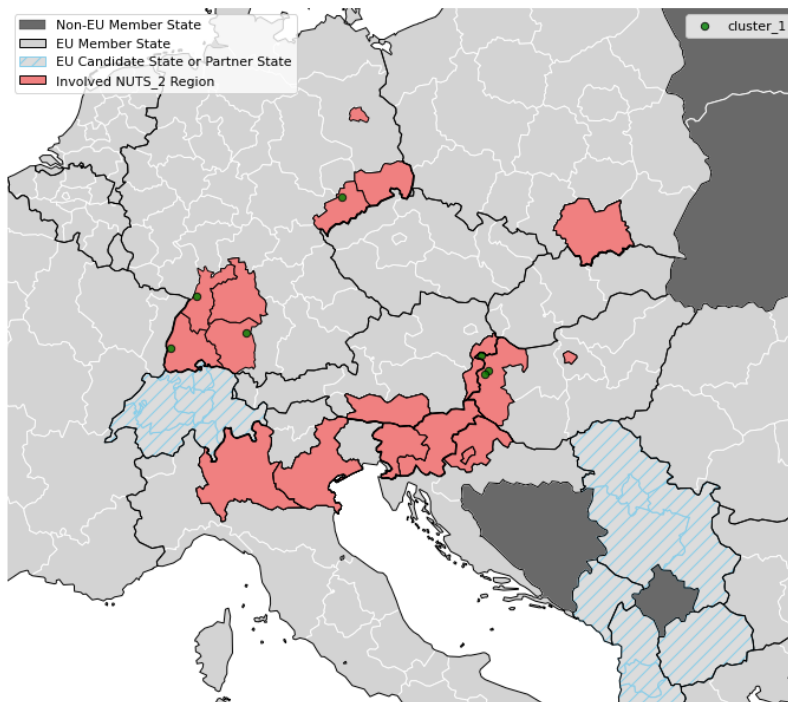 Non-EU Member State
EU Member State
EU Candidate State or Partner State
Involved NUTS_2 Region
cluster_1